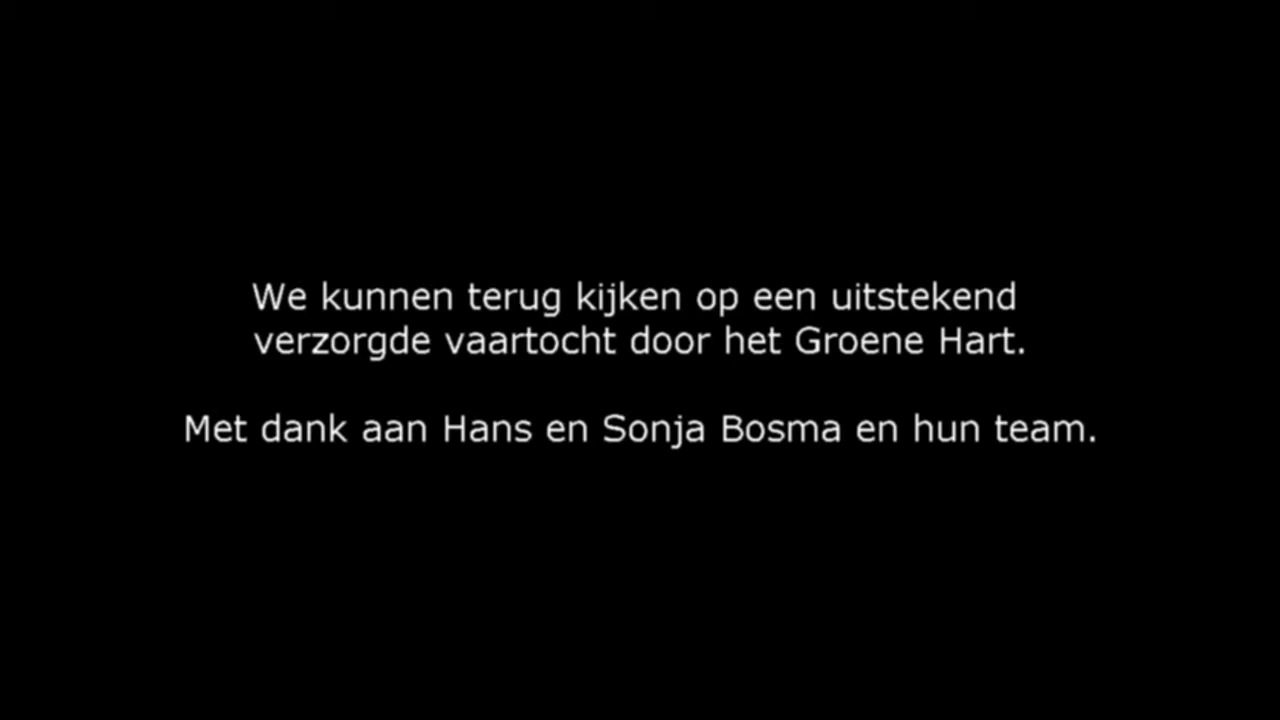 We kunnen terug kijken op een uitstekend
verzorgde vaartocht door het Groene Hart.
Met dank aan Hans en Sonja Bosma en hun team.